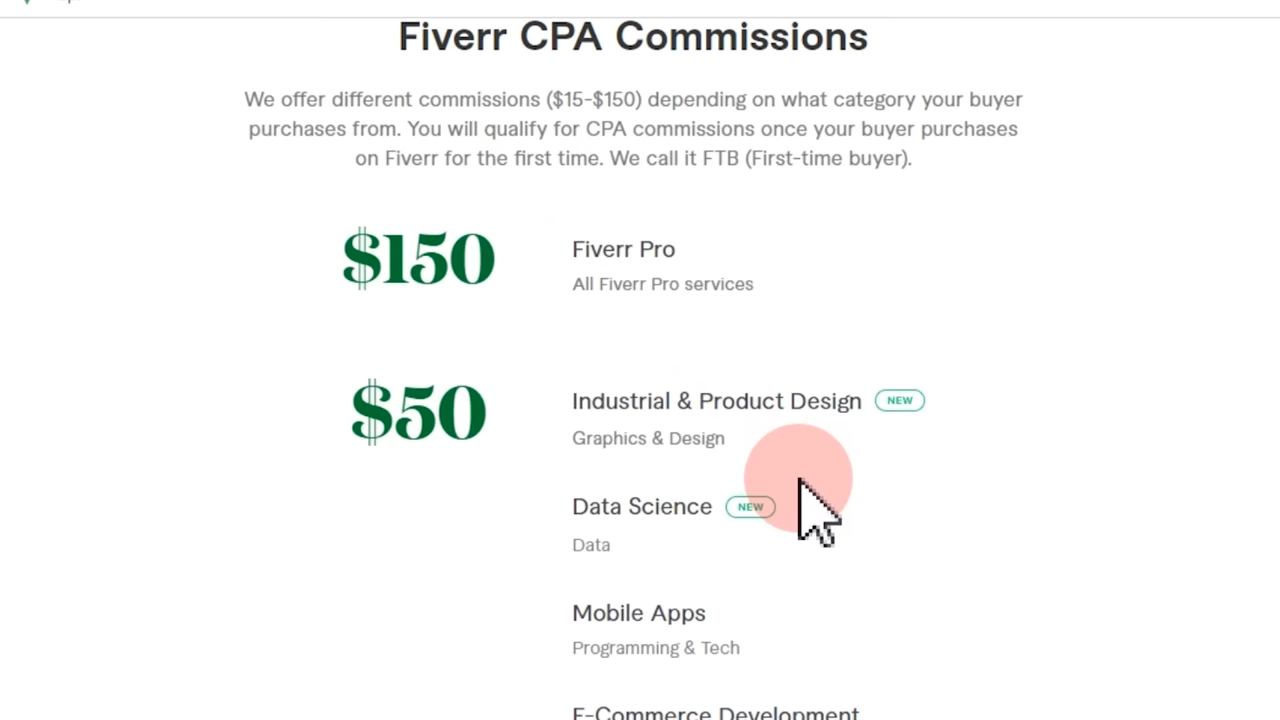 Fiverr CPA Commissions
We offer different commissions ($15-$150) depending on what category your buyer
purchases from. You will qualify for CPA commissions once your buyer purchases
on Fiverr for the first time. We call it FTB (First-time buyer).
$150
Fiverr Pro
All Fiverr Pro services
$50
Industrial & Product Design NEW
Graphics & Design
Data Science NEW
Data
Mobile Apps
Programming & Tech
E-Commerce Development